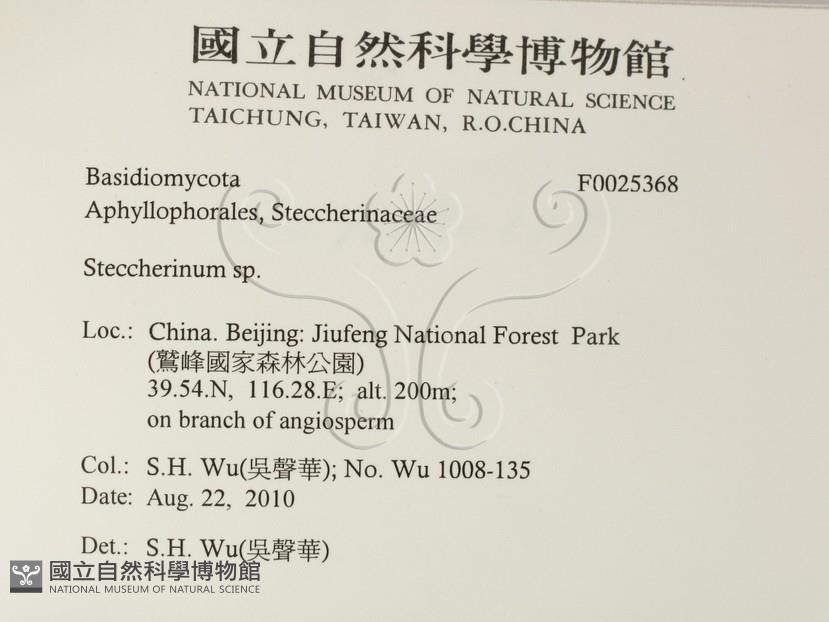 國立自然科學博物館
NATIONAL MUSEUM OF NATURAL SCIENCE
TAICHUNG, TAIWAN, R.O.CHINA
Basidiomycota F0025368
Aphyllophorales, Steccherinaceae
Steccherinum sp.
Loc.: China. Beijing: Jiufeng National Forest Park
(鷲峰國家森林公園)
39.54.N, 116.28.E; alt. 200m;
on branch of angiosperm
Col.: S.H. Wu(吳聲華); No. Wu 1008-135
Date: Aug. 22, 2010
Det.: S.H. Wu(吳聲華)
國立自然科學博物館
NATIONAL MUSEUM OF NATURAL SCIENCE